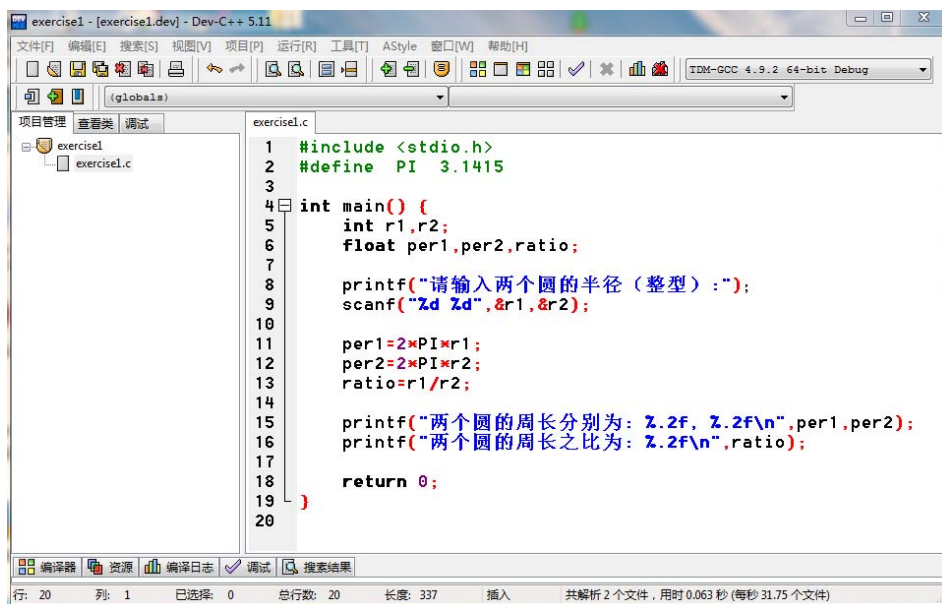 exercise1 - [exercise1.dev] - Dev-C++ 5.11
文件[F] 编辑[E] 搜索[S] 视图[V] 项目[P] 运行[R] 工具[T] AStyle 窗口[W] 帮助[H]
TDM-GCC 4.9.2 64-bit Debug
(globals)
项目管理 查看类 调试
exercise1
exercise1.c
exercise1.c
1 #include <stdio.h>
2 #define PI 3.1415
3
4 int main() {
5 int r1,r2;
6 float per1,per2,ratio;
7
8 printf("请输入两个圆的半径（整型）:");
9 scanf("%d %d",&r1,&r2);
10
11 per1=2*PI*r1;
12 per2=2*PI*r2;
13 ratio=r1/r2;
14
15 printf("两个圆的周长分别为: %.2f, %.2f\n",per1,per2);
16 printf("两个圆的周长之比为: %.2f\n",ratio);
17
18 return 0;
19 }
20
编译器 资源 编译日志 调试 搜索结果
行: 20 列: 1 已选择: 0 总行数: 20 长度: 337 插入 共解析 2 个文件，用时 0.063 秒 (每秒 31.75 个文件)